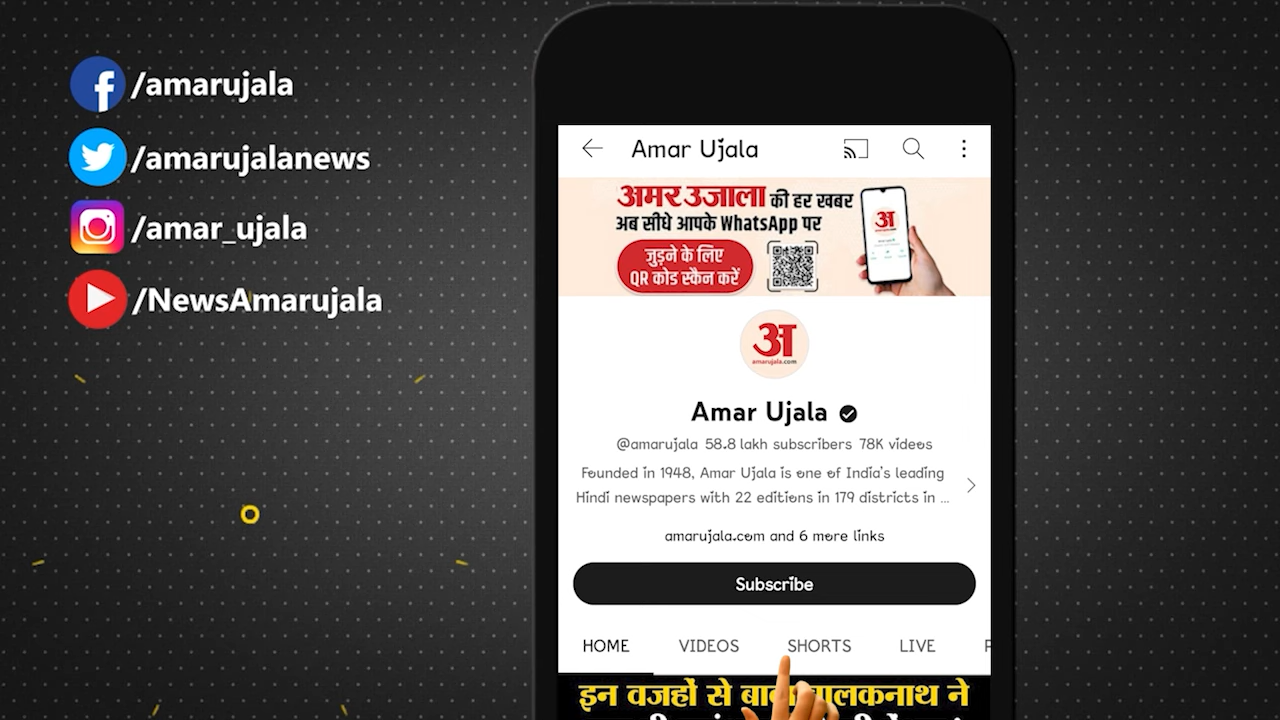 /amarujala
/amarujalanews
/amar_ujala
/NewsAmarujala
Amar Ujala
अमर उजाला की हर खबर
अब सीधे आपके WhatsApp पर
जुड़ने के लिए
QR कोड स्कैन करें
अ
अ
amarujala.com
Amar Ujala
@amarujala 58.8 lakh subscribers 78K videos
Founded in 1948, Amar Ujala is one of India's leading
Hindi newspapers with 22 editions in 179 districts in ...
amarujala.com and 6 more links
Subscribe
HOME VIDEOS SHORTS LIVE P
इन वजहों से बाबा बालकनाथ ने